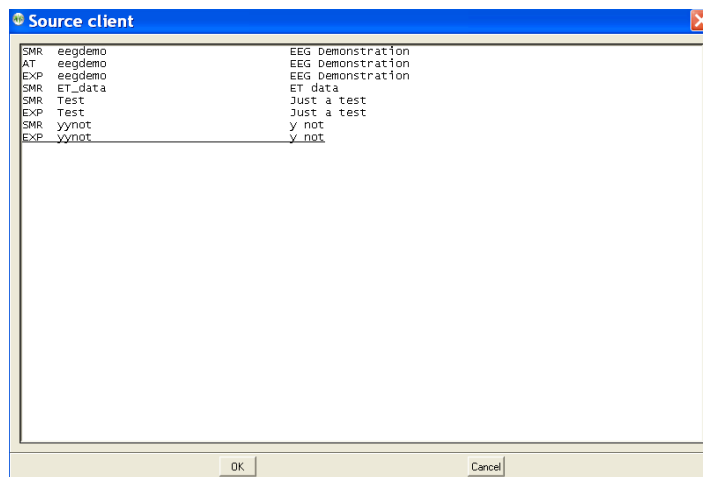 Source client
SMR eegdemo EEG Demonstration
AT eegdemo EEG Demonstration
EXP eegdemo EEG Demonstration
SMR ET_data ET data
SMR Test Just a test
EXP Test Just a test
SMR yynot y not
EXP yynot y not
OK Cancel